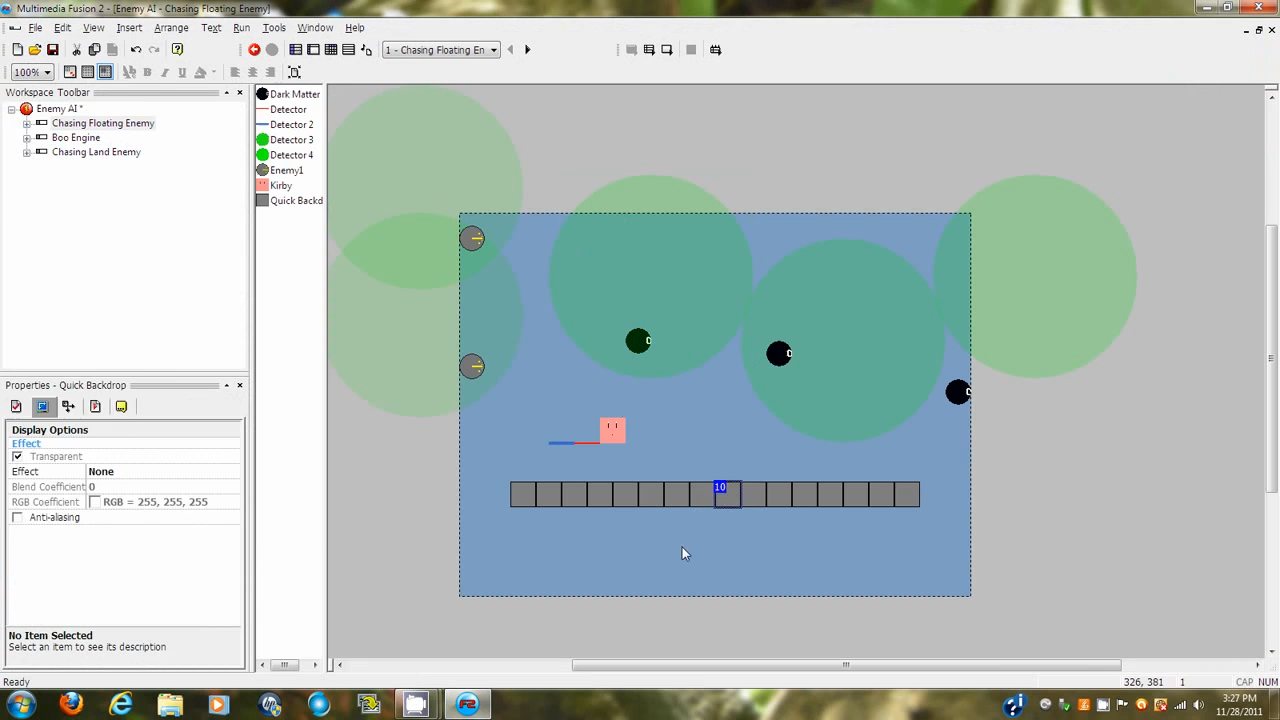 Multimedia Fusion 2 - [Enemy AI - Chasing Floating Enemy]
File Edit View Insert Arrange Text Run Tools Window Help
1 - Chasing Floating En
100%
Workspace Toolbar
Enemy AI *
Chasing Floating Enemy
Boo Engine
Chasing Land Enemy
Dark Matter
Detector
Detector 2
Detector 3
Detector 4
Enemy1
Kirby
Quick Backd
10
Properties - Quick Backdrop
Display Options
Effect
Transparent
Effect None
Blend Coefficient 0
RGB Coefficient RGB = 255, 255, 255
Anti-aliasing
No Item Selected
Select an item to see its description
Ready
326, 381 1 CAP NUM
3:27 PM
11/28/2011